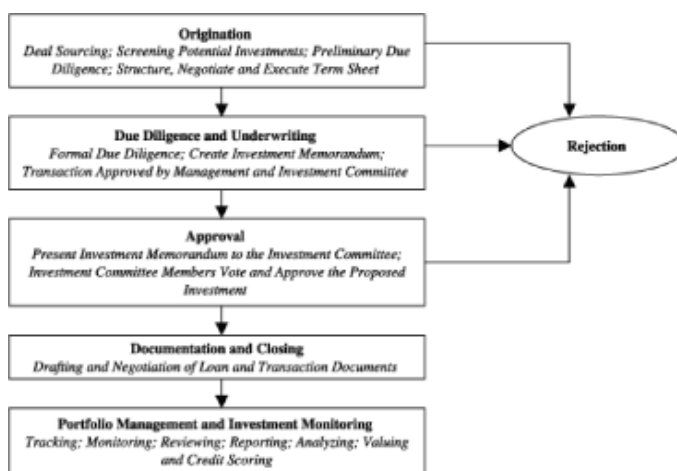 Origination
Deal Sourcing; Screening Potential Investments; Preliminary Due
Diligence; Structure, Negotiate and Execute Term Sheet
Due Diligence and Underwriting
Formal Due Diligence; Create Investment Memorandum;
Transaction Approved by Management and Investment Committee
Rejection
Approval
Present Investment Memorandum to the Investment Committee;
Investment Committee Members Vote and Approve the Proposed
Investment
Documentation and Closing
Drafting and Negotiation of Loan and Transaction Documents
Portfolio Management and Investment Monitoring
Tracking; Monitoring; Reviewing; Reporting; Analyzing; Valuing
and Credit Scoring